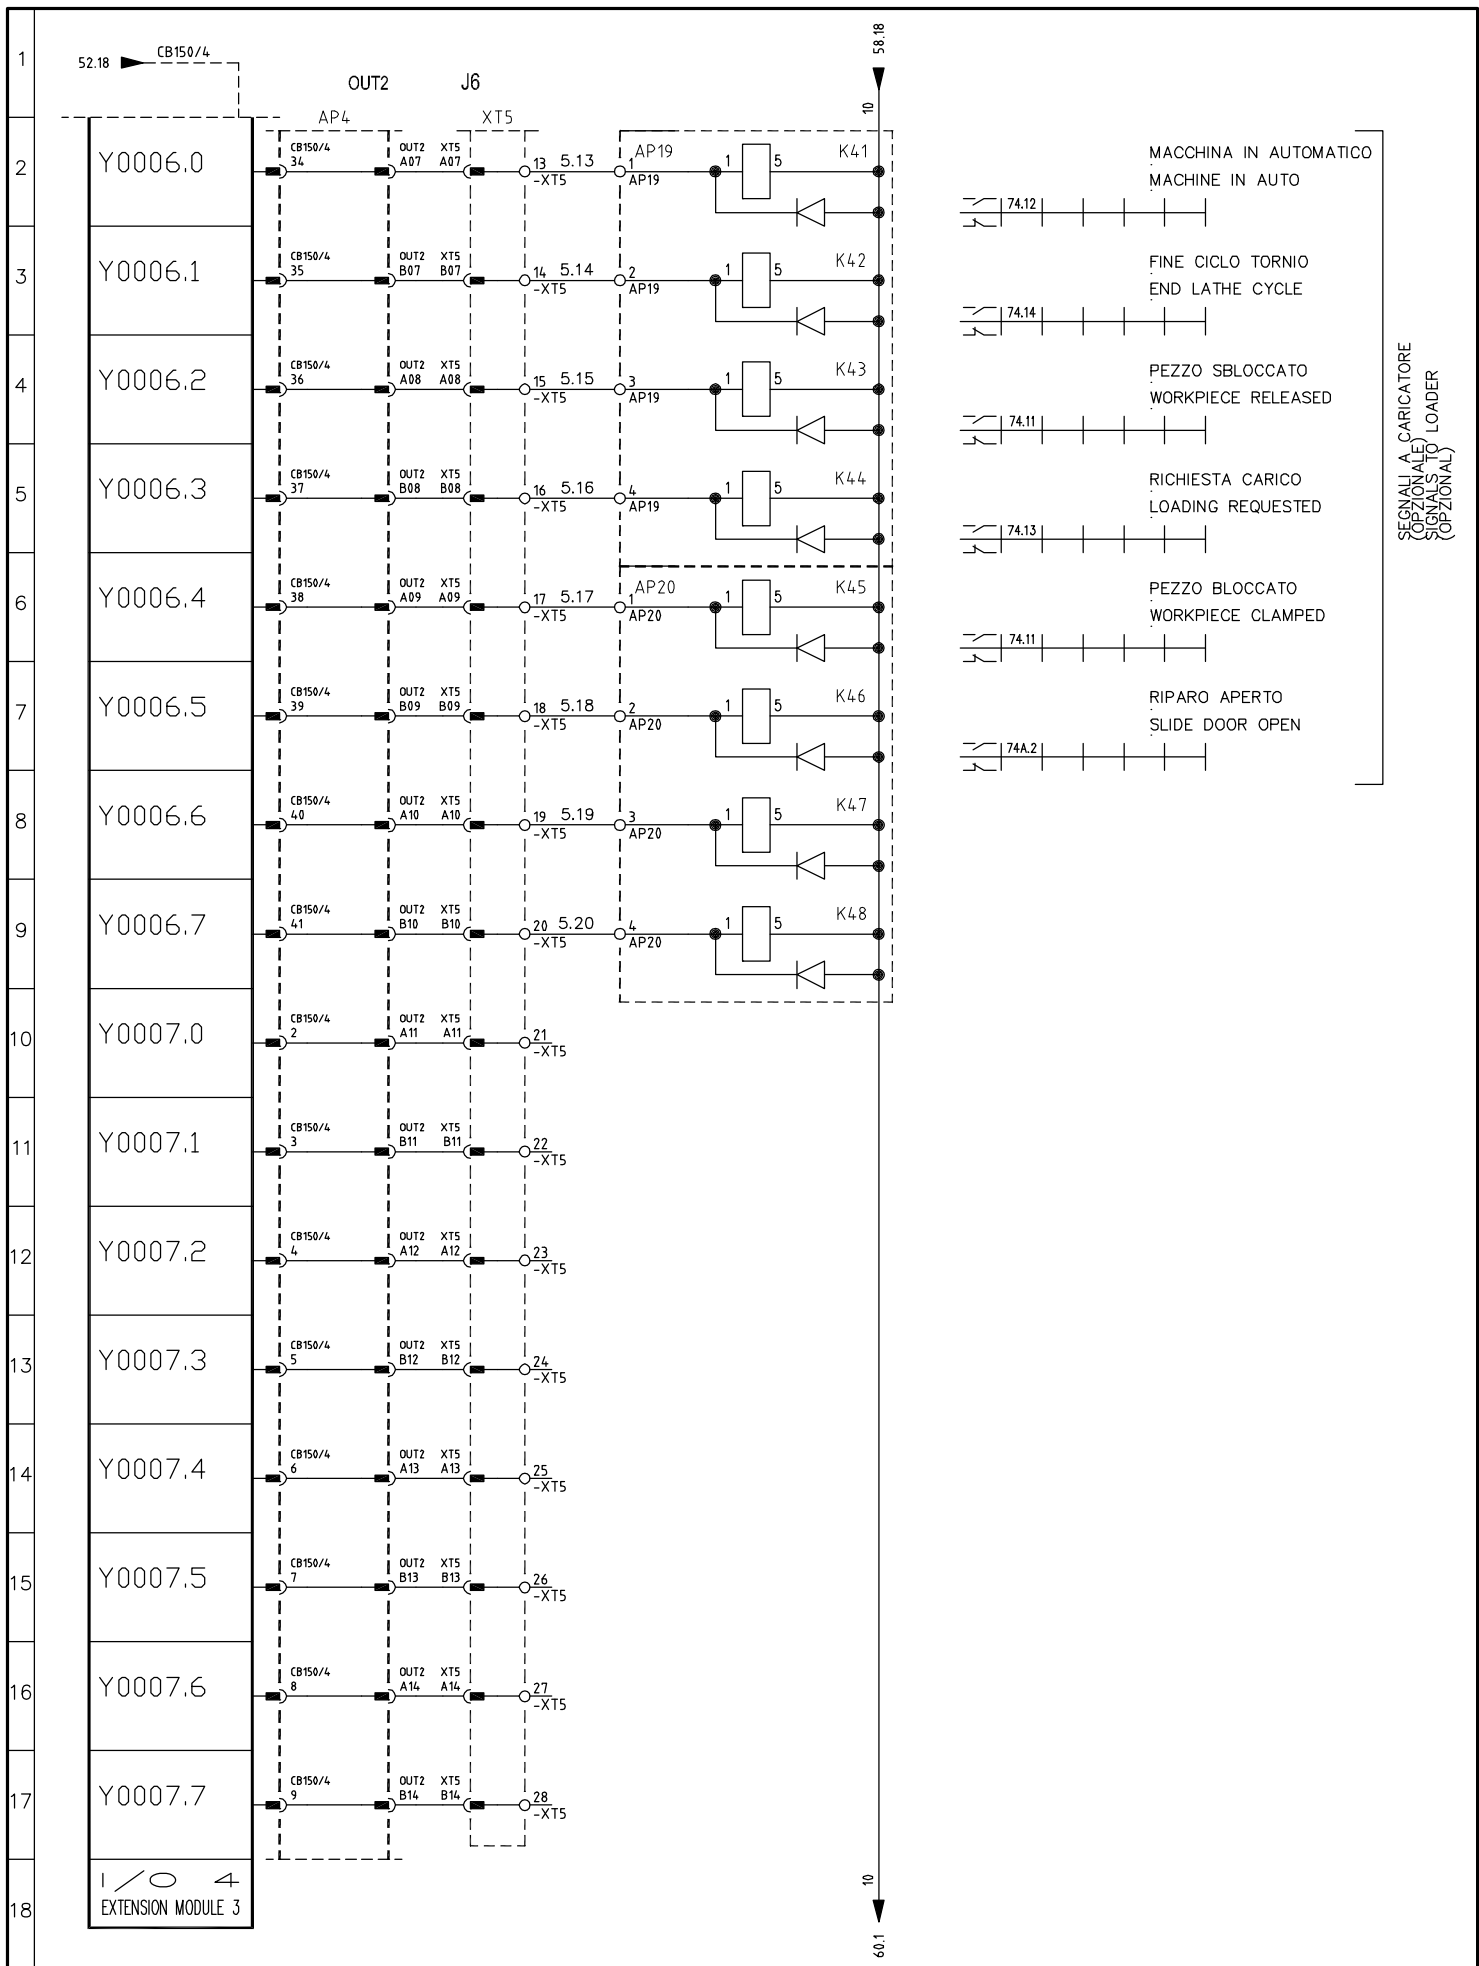 1
52.18 CB150/4
58.18
OUT2 J6
10
AP4 XT5
2
Y0006.0
CB150/4 OUT2 XT5
34 A07 A07
13 5.13 1 AP19 1 5 K41
-XT5 AP19
MACCHINA IN AUTOMATICO
MACHINE IN AUTO
74.12
3
Y0006.1
CB150/4 OUT2 XT5
35 B07 B07
14 5.14 2 1 5 K42
-XT5 AP19
FINE CICLO TORNIO
END LATHE CYCLE
74.14
4
Y0006.2
CB150/4 OUT2 XT5
36 A08 A08
15 5.15 3 1 5 K43
-XT5 AP19
PEZZO SBLOCCATO
WORKPIECE RELEASED
74.11
SEGNALI A CARICATORE
(OPZIONALE)
SIGNALS TO LOADER
(OPZIONAL)
5
Y0006.3
CB150/4 OUT2 XT5
37 B08 B08
16 5.16 4 1 5 K44
-XT5 AP19
RICHIESTA CARICO
LOADING REQUESTED
74.13
6
Y0006.4
CB150/4 OUT2 XT5
38 A09 A09
17 5.17 1 AP20 1 5 K45
-XT5 AP20
PEZZO BLOCCATO
WORKPIECE CLAMPED
74.11
7
Y0006.5
CB150/4 OUT2 XT5
39 B09 B09
18 5.18 2 1 5 K46
-XT5 AP20
RIPARO APERTO
SLIDE DOOR OPEN
74A.2
8
Y0006.6
CB150/4 OUT2 XT5
40 A10 A10
19 5.19 3 1 5 K47
-XT5 AP20
9
Y0006.7
CB150/4 OUT2 XT5
41 B10 B10
20 5.20 4 1 5 K48
-XT5 AP20
10
Y0007.0
CB150/4 OUT2 XT5
2 A11 A11
21
-XT5
11
Y0007.1
CB150/4 OUT2 XT5
3 B11 B11
22
-XT5
12
Y0007.2
CB150/4 OUT2 XT5
4 A12 A12
23
-XT5
13
Y0007.3
CB150/4 OUT2 XT5
5 B12 B12
24
-XT5
14
Y0007.4
CB150/4 OUT2 XT5
6 A13 A13
25
-XT5
15
Y0007.5
CB150/4 OUT2 XT5
7 B13 B13
26
-XT5
16
Y0007.6
CB150/4 OUT2 XT5
8 A14 A14
27
-XT5
17
Y0007.7
CB150/4 OUT2 XT5
9 B14 B14
28
-XT5
18
I/O 4
EXTENSION MODULE 3
10
60.1